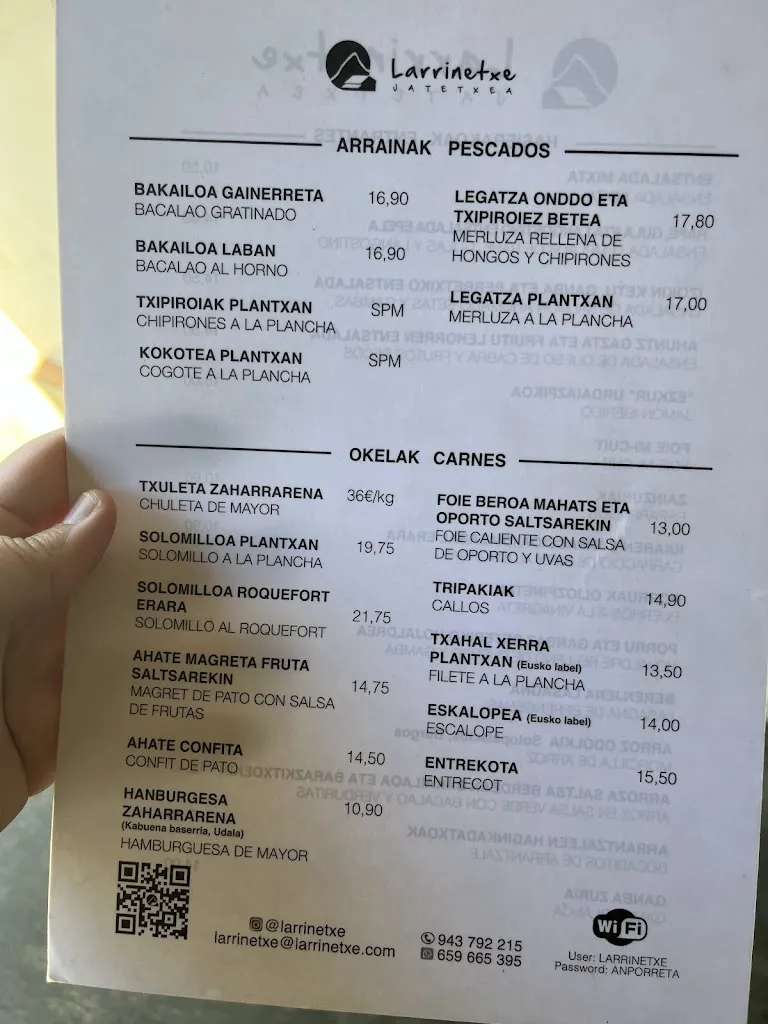 Larrinetxe
JATETXEA
ARRAINAK PESCADOS
BAKAILOA GAINERRETA 16,90
BACALAO GRATINADO
BAKAILOA LABAN 16,90
BACALAO AL HORNO
TXIPIROIAK PLANTXAN SPM
CHIPIRONES A LA PLANCHA
KOKOTEA PLANTXAN SPM
COGOTE A LA PLANCHA
LEGATZA ONDDO ETA
TXIPIROIEZ BETEA 17,80
MERLUZA RELLENA DE
HONGOS Y CHIPIRONES
LEGATZA PLANTXAN 17,00
MERLUZA A LA PLANCHA
OKELAK CARNES
TXULETA ZAHARRARENA 36€/kg
CHULETA DE MAYOR
SOLOMILLOA PLANTXAN 19,75
SOLOMILLO A LA PLANCHA
SOLOMILLOA ROQUEFORT
ERARA 21,75
SOLOMILLO AL ROQUEFORT
AHATE MAGRETA FRUTA
SALTSAREKIN 14,75
MAGRET DE PATO CON SALSA
DE FRUTAS
AHATE CONFITA 14,50
CONFIT DE PATO
HANBURGESA 10,90
ZAHARRARENA
(Kabuena baserria, Udala)
HAMBURGUESA DE MAYOR
FOIE BEROA MAHATS ETA
OPORTO SALTSAREKIN 13,00
FOIE CALIENTE CON SALSA
DE OPORTO Y UVAS
TRIPAKIAK 14,90
CALLOS
TXAHAL XERRA
PLANTXAN (Eusko label) 13,50
FILETE A LA PLANCHA
ESKALOPEA (Eusko label) 14,00
ESCALOPE
ENTREKOTA 15,50
ENTRECOT
@larrinetxe
larrinetxe@larrinetxe.com
943 792 215
659 665 395
WiFi
User: LARRINETXE
Password: ANPORRETA